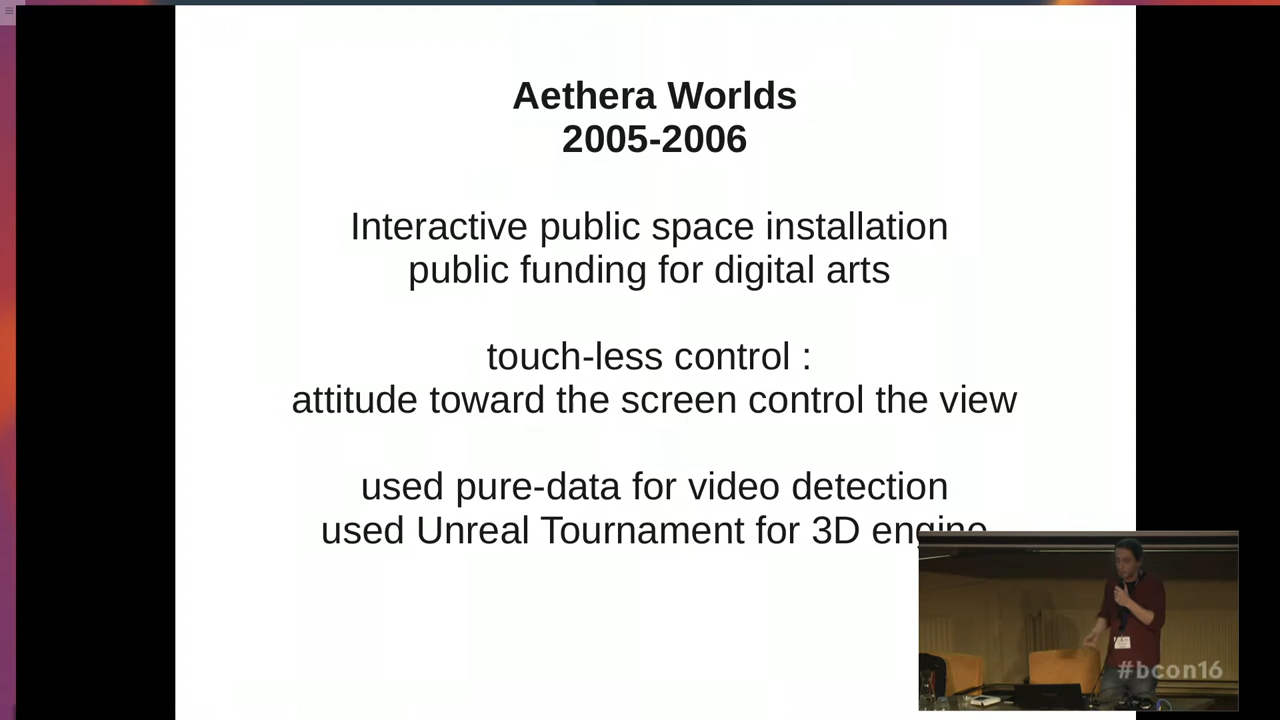 Aethera Worlds
2005-2006
Interactive public space installation
public funding for digital arts
touch-less control :
attitude toward the screen control the view
used pure-data for video detection
used Unreal Tournament for 3D engine
#bcon16